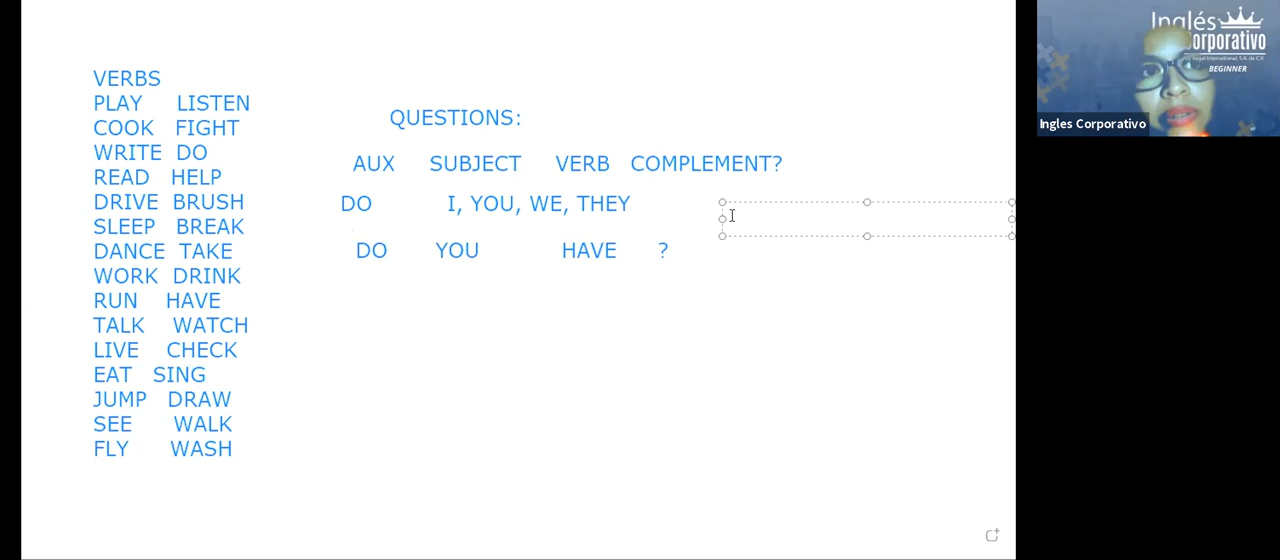 VERBS
PLAY LISTEN
COOK FIGHT
WRITE DO
READ HELP
DRIVE BRUSH
SLEEP BREAK
DANCE TAKE
WORK DRINK
RUN HAVE
TALK WATCH
LIVE CHECK
EAT SING
JUMP DRAW
SEE WALK
FLY WASH
QUESTIONS:
AUX SUBJECT VERB COMPLEMENT?
DO I, YOU, WE, THEY
DO YOU HAVE ?
Inglés
orporativo
S.A. de C.V.
BEGINNER
Ingles Corporativo